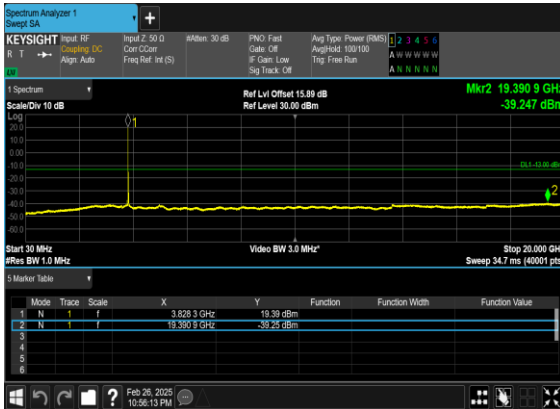 Spectrum Analyzer 1
Swept SA
+
KEYSIGHT
R T
Input: RF
Coupling: DC
Align: Auto
Input Z: 50 Ω
Corr CCorr
Freq Ref: Int (S)
#Atten: 30 dB
PNO: Fast
Gate: Off
IF Gain: Low
Sig Track: Off
Avg Type: Power (RMS)
Avg|Hold: 100/100
Trig: Free Run
1 2 3 4 5 6
A W W W W W
A N N N N N
1 Spectrum
Scale/Div 10 dB
Ref Lvl Offset 15.89 dB
Ref Level 30.00 dBm
Mkr2 19.390 9 GHz
-39.247 dBm
Log
20.0
10.0
0.00
-10.0
-20.0
-30.0
-40.0
-50.0
-60.0
1
DL1 -13.00 dBm
2
Start 30 MHz
#Res BW 1.0 MHz
Video BW 3.0 MHz*
Stop 20.000 GHz
Sweep 34.7 ms (40001 pts)
5 Marker Table
Mode Trace Scale X Y Function Function Width Function Value
1 N 1 f 3.828 3 GHz 19.39 dBm
2 N 1 f 19.390 9 GHz -39.25 dBm
3
4
5
6
?
Feb 26, 2025
10:56:13 PM